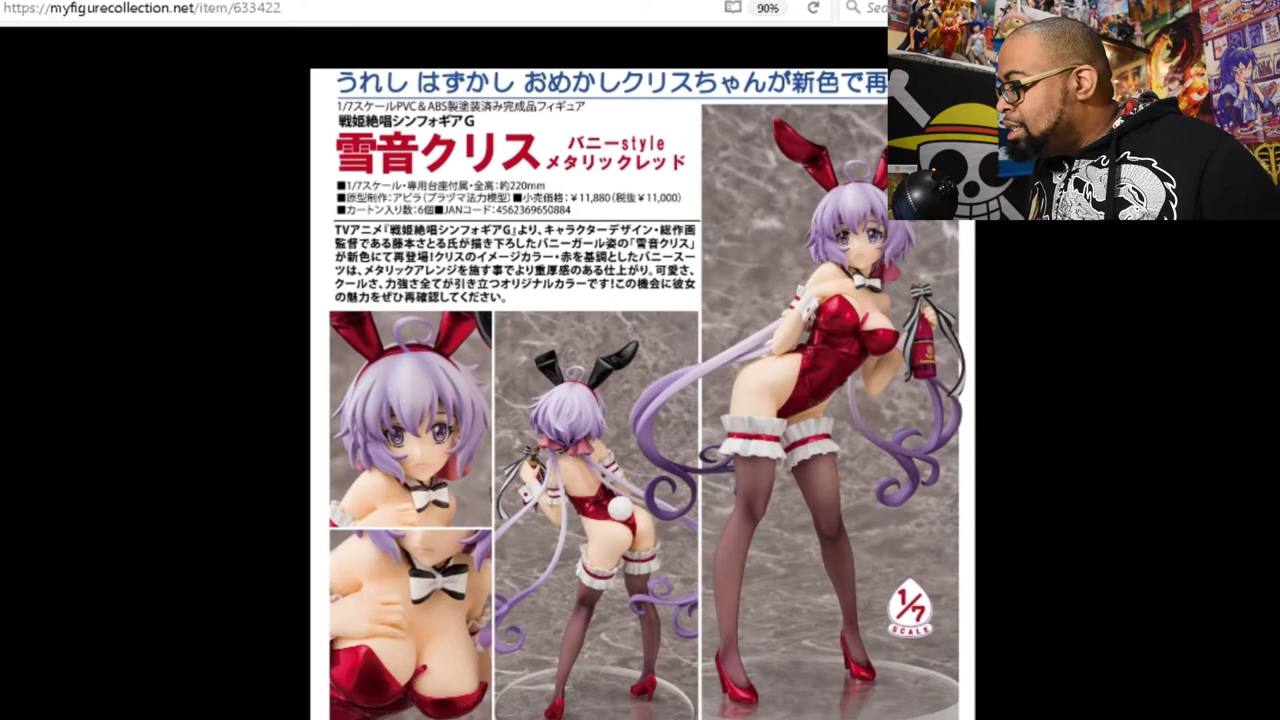 https://myfigurecollection.net/item/633422
90%
うれし はずかし おめかしクリスちゃんが新色で再
1/7スケールPVC＆ABS製塗装済み完成品フィギュア
戦姫絶唱シンフォギアG
雪音クリス
バニーstyle
メタリックレッド
■1/7スケール・専用台座付属・全高：約220mm
■原型制作：アビラ（プラヅマ法力模型）■小売価格：￥11,880（税抜￥11,000）
■カートン入り数：6個■JANコード：4562369650884
TVアニメ『戦姫絶唱シンフォギアG』より、キャラクターデザイン・総作画
監督である藤本さとる氏が描き下ろしたバニーガール姿の「雪音クリス」
が新色にて再登場！クリスのイメージカラー・赤を基調としたバニースー
ツは、メタリックアレンジを施す事でより重厚感のある仕上がり。可愛さ、
クールさ、力強さ全てが引き立つオリジナルカラーです！この機会に彼女
の魅力をぜひ再確認してください。
1/7
SCALE